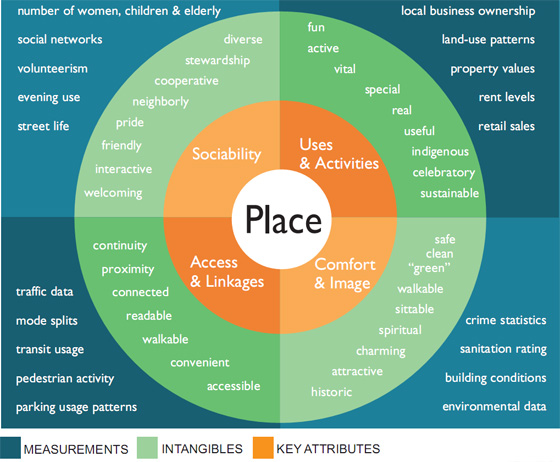 number of women, children & elderly
social networks
volunteerism
evening use
street life
diverse
stewardship
cooperative
neighborly
pride
friendly
interactive
welcoming
Sociability
fun
active
vital
special
real
useful
indigenous
celebratory
sustainable
Uses
& Activities
local business ownership
land-use patterns
property values
rent levels
retail sales
Place
Access
& Linkages
continuity
proximity
connected
readable
walkable
convenient
accessible
traffic data
mode splits
transit usage
pedestrian activity
parking usage patterns
Comfort
& Image
safe
clean
“green”
walkable
sittable
spiritual
charming
attractive
historic
crime statistics
sanitation rating
building conditions
environmental data
MEASUREMENTS
INTANGIBLES
KEY ATTRIBUTES